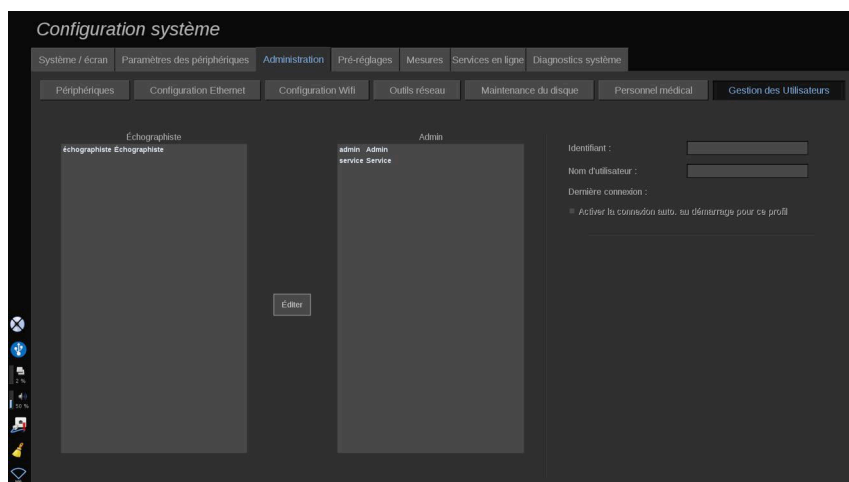 Configuration système
Système / écran Paramètres des périphériques Administration Pré-réglages Mesures Services en ligne Diagnostics système
Périphériques Configuration Ethernet Configuration Wifi Outils réseau Maintenance du disque Personnel médical Gestion des Utilisateurs
Échographiste Admin
échographiste Échographiste
admin Admin
service Service
Identifiant :
Nom d'utilisateur :
Dernière connexion :
Activer la connexion auto. au démarrage pour ce profil
Éditer
2 %
50 %